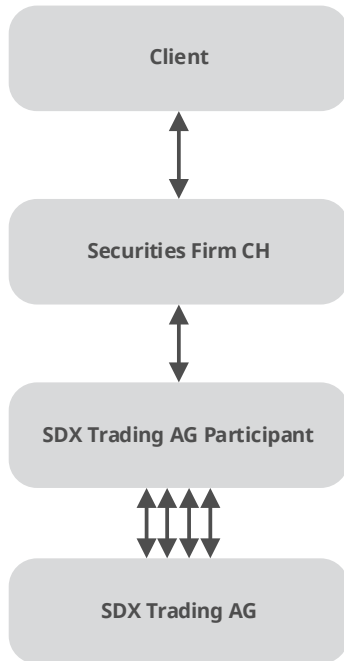 Client
Securities Firm CH
SDX Trading AG Participant
SDX Trading AG